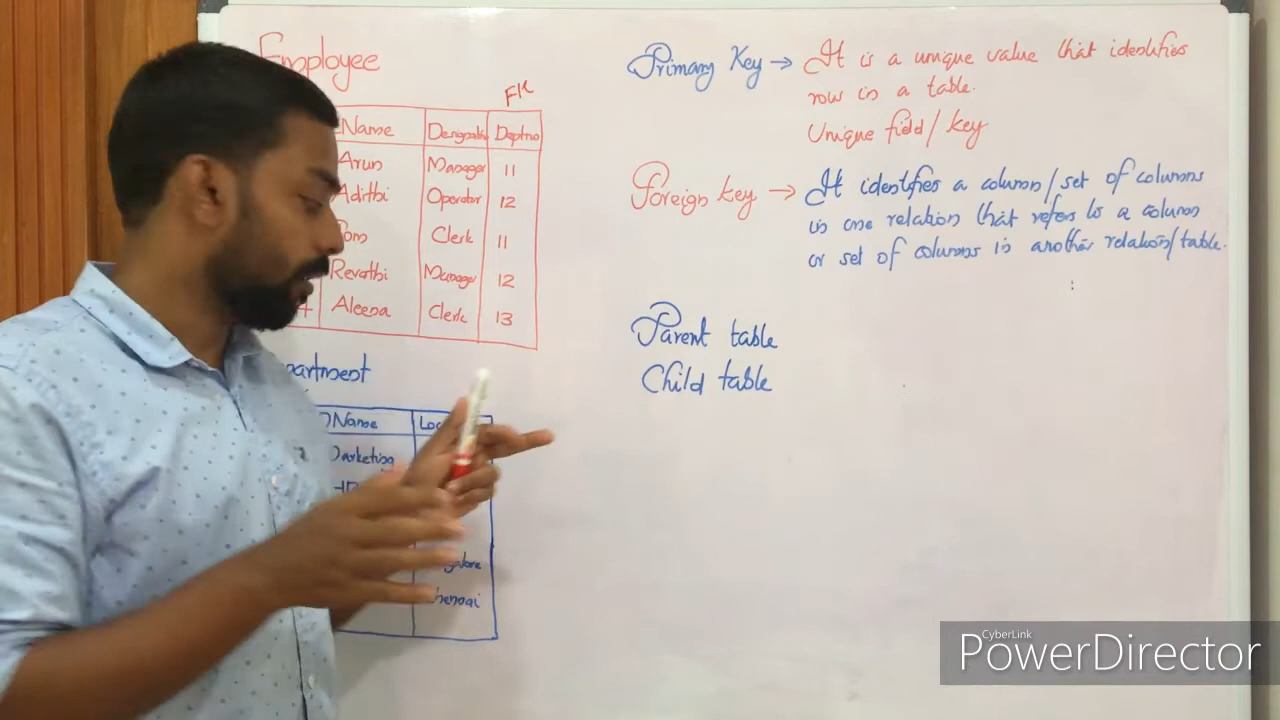 Employee
FK
Name Designation Deptno
Arun Manager 11
Adithi Operator 12
Tom Clerk 11
Revathi Manager 12
Aleena Clerk 13
Name
Primary Key → It is a unique value that identifies
row in a table.
Unique field/key
Foreign key → It identifies a column/set of columns
in one relation that refers to a column
or set of columns in another relation/table.
Parent table
Child table
CyberLink
PowerDirector